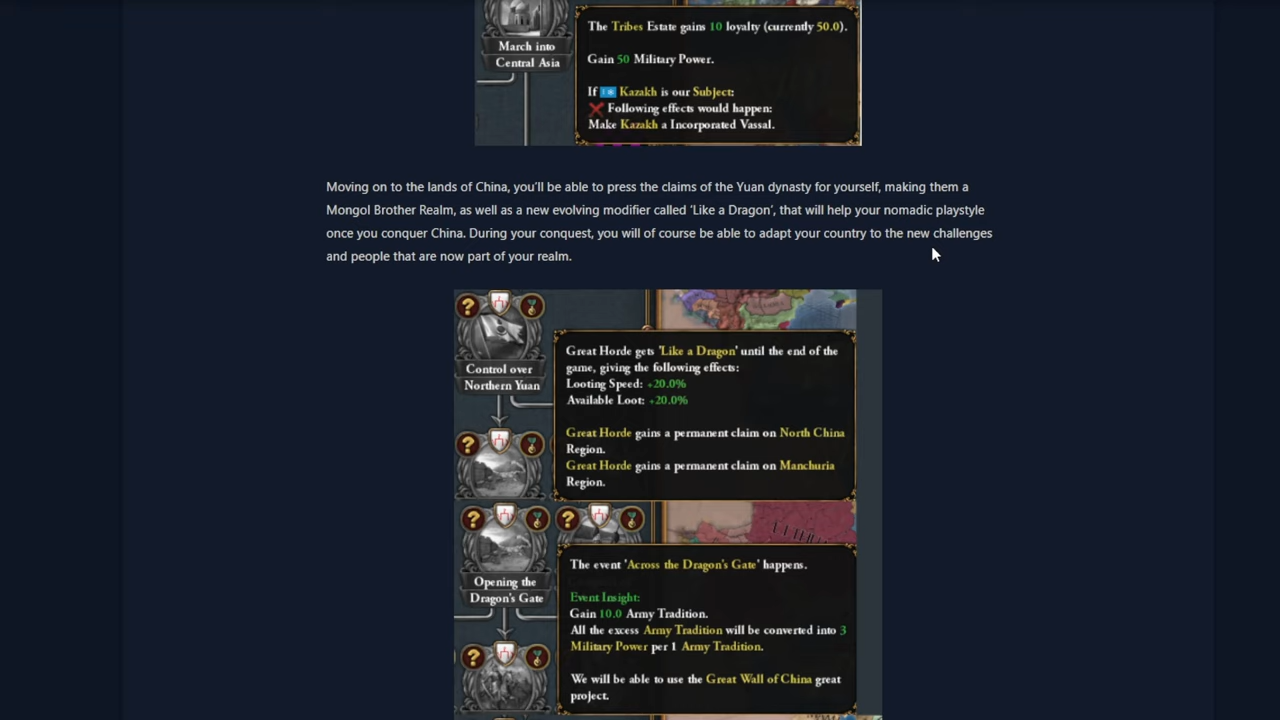 March into
Central Asia
The Tribes Estate gains 10 loyalty (currently 50.0).
Gain 50 Military Power.
If Kazakh is our Subject:
Following effects would happen:
Make Kazakh a Incorporated Vassal.
Moving on to the lands of China, you’ll be able to press the claims of the Yuan dynasty for yourself, making them a
Mongol Brother Realm, as well as a new evolving modifier called ‘Like a Dragon’, that will help your nomadic playstyle
once you conquer China. During your conquest, you will of course be able to adapt your country to the new challenges
and people that are now part of your realm.
Control over
Northern Yuan
Great Horde gets 'Like a Dragon' until the end of the
game, giving the following effects:
Looting Speed: +20.0%
Available Loot: +20.0%
Great Horde gains a permanent claim on North China
Region.
Great Horde gains a permanent claim on Manchuria
Region.
Opening the
Dragon's Gate
The event 'Across the Dragon's Gate' happens.
Event Insight:
Gain 10.0 Army Tradition.
All the excess Army Tradition will be converted into 3
Military Power per 1 Army Tradition.
We will be able to use the Great Wall of China great
project.